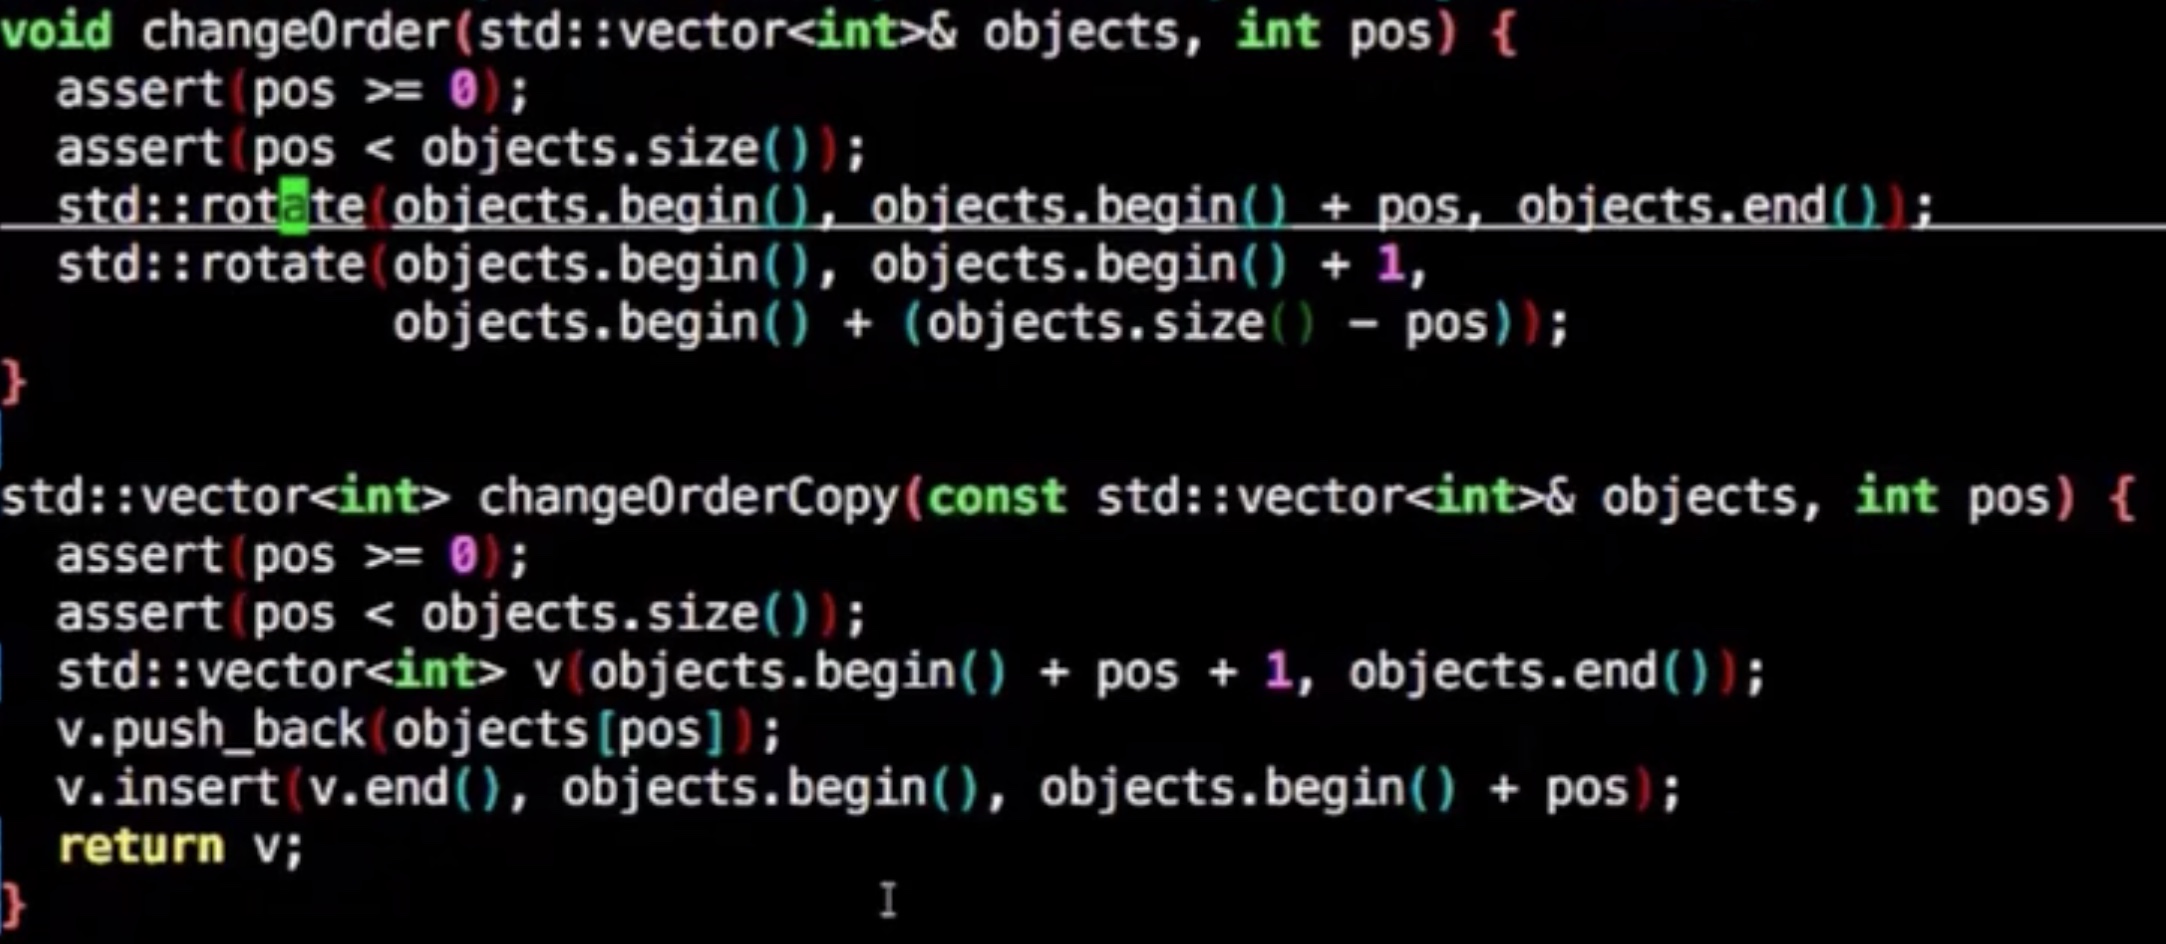 void changeOrder(std::vector<int>& objects, int pos) {
  assert(pos >= 0);
  assert(pos < objects.size());
  std::rotate(objects.begin(), objects.begin() + pos, objects.end());
  std::rotate(objects.begin(), objects.begin() + 1,
              objects.begin() + (objects.size() - pos));
}
std::vector<int> changeOrderCopy(const std::vector<int>& objects, int pos) {
  assert(pos >= 0);
  assert(pos < objects.size());
  std::vector<int> v(objects.begin() + pos + 1, objects.end());
  v.push_back(objects[pos]);
  v.insert(v.end(), objects.begin(), objects.begin() + pos);
  return v;
}